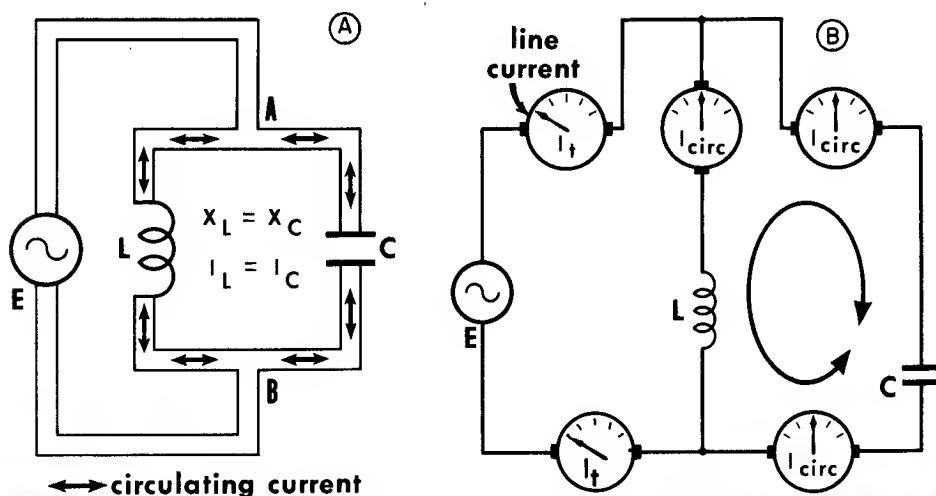 A
A
L
X_L = X_C
I_L = I_C
C
E
B
circulating current
B
line
current
I_t
I_circ
I_circ
E
L
C
I_t
I_circ